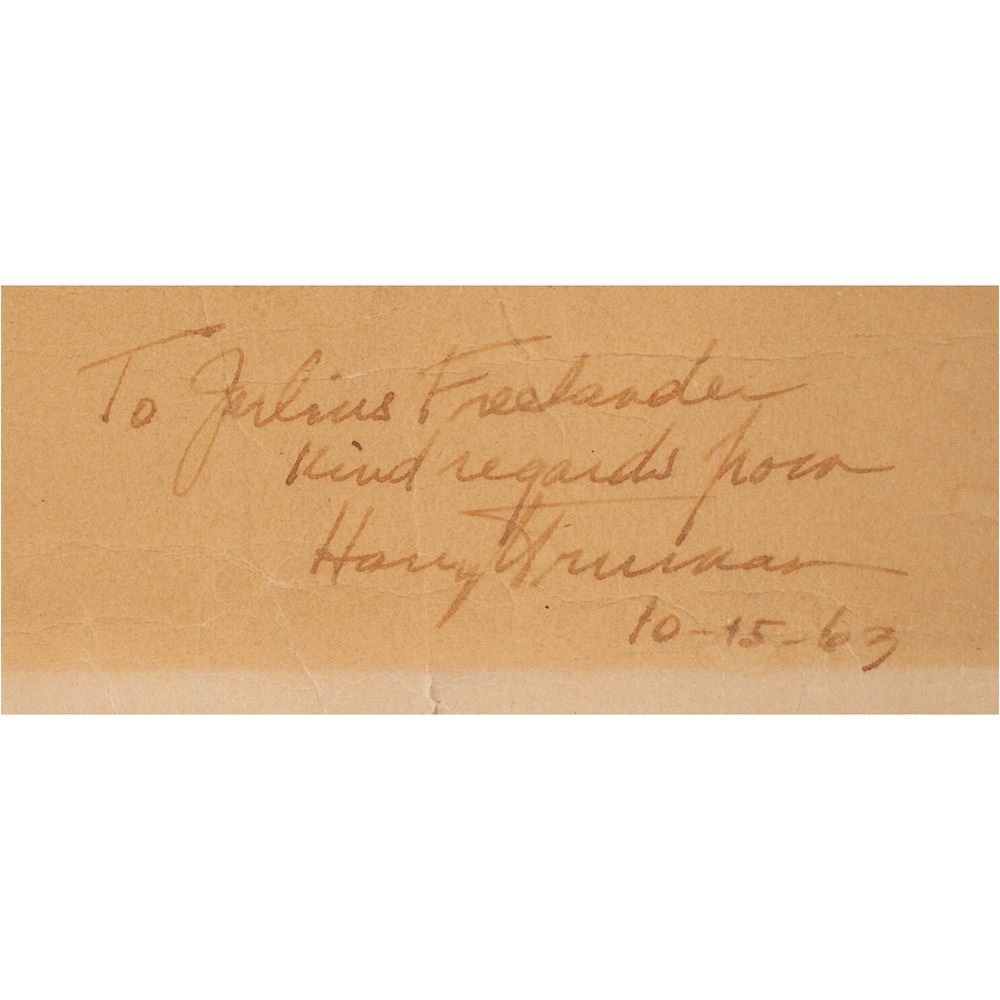 To Julius Freelander
Kind regards from
Harry Truman
10-15-63